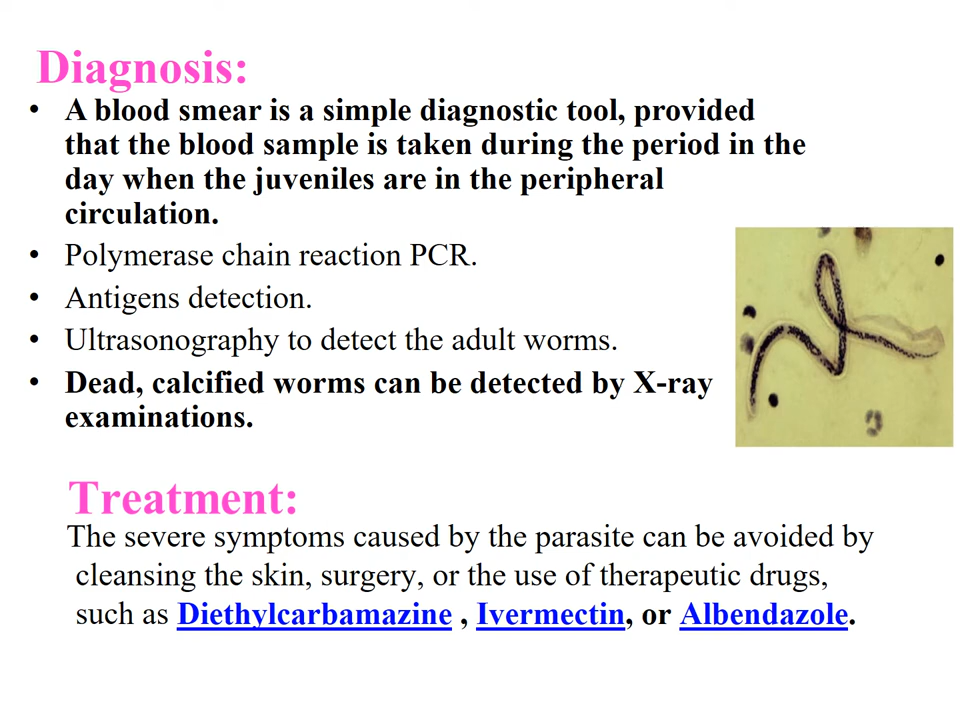 Diagnosis:
• A blood smear is a simple diagnostic tool, provided
that the blood sample is taken during the period in the
day when the juveniles are in the peripheral
circulation.
• Polymerase chain reaction PCR.
• Antigens detection.
• Ultrasonography to detect the adult worms.
• Dead, calcified worms can be detected by X-ray
examinations.
Treatment:
The severe symptoms caused by the parasite can be avoided by
cleansing the skin, surgery, or the use of therapeutic drugs,
such as Diethylcarbamazine , Ivermectin, or Albendazole.